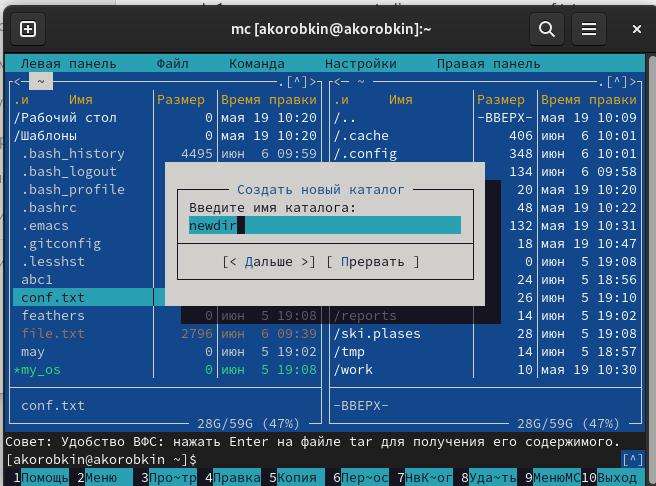 mc [akorobkin@akorobkin]:~
Левая панель Файл Команда Настройки Правая панель
<— ~ .[^]> <— ~ .[^]>
.и Имя Размер Время правки .и Имя Размер Время правки
/Рабочий стол 0 мая 19 10:20 /.. -ВВЕРХ- мая 19 10:09
/Шаблоны 0 мая 19 10:20 /.cache 406 июн 6 10:01
.bash_history 4495 июн 6 09:59 /.config 348 июн 6 10:01
.bash_logout 134 июн 6 09:58
.bash_profile 20 мая 19 10:20
.bashrc 48 мая 19 10:22
.emacs 132 мая 19 10:31
.gitconfig 18 мая 19 10:47
.lesshst 0 июн 5 19:08
abc1 24 июн 5 18:56
conf.txt 26 июн 5 19:10
Создать новый каталог
Введите имя каталога:
newdir
[< Дальше >] [ Прервать ]
feathers 0 июн 5 19:08 /reports 14 июн 5 19:02
file.txt 2796 июн 6 09:39 /ski.plases 28 июн 5 19:08
may 0 июн 5 19:02 /tmp 14 июн 5 18:57
*my_os 0 июн 5 19:08 /work 10 мая 19 10:30
conf.txt -ВВЕРХ-
28G/59G (47%) 28G/59G (47%)
Совет: Удобство ВФС: нажать Enter на файле tar для получения его содержимого.
[akorobkin@akorobkin ~]$ [^]
1Помощь 2Меню 3Про~тр 4Правка 5Копия 6Пер~ос 7НвК~ог 8Уда~ть 9МенюMC 10Выход